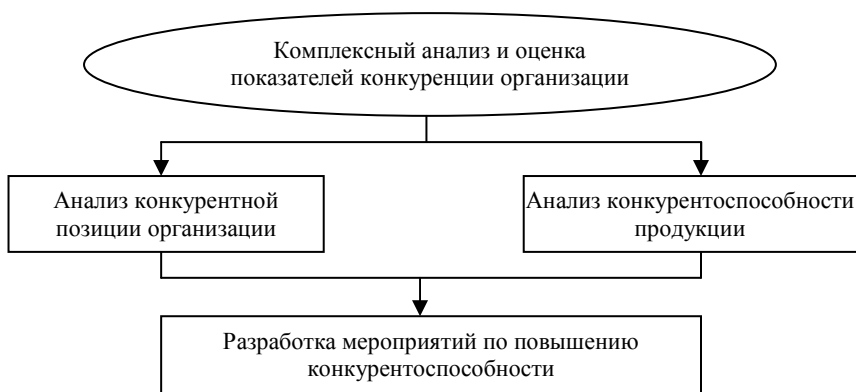 Комплексный анализ и оценка
показателей конкуренции организации
Анализ конкурентной
позиции организации
Анализ конкурентоспособности
продукции
Разработка мероприятий по повышению
конкурентоспособности